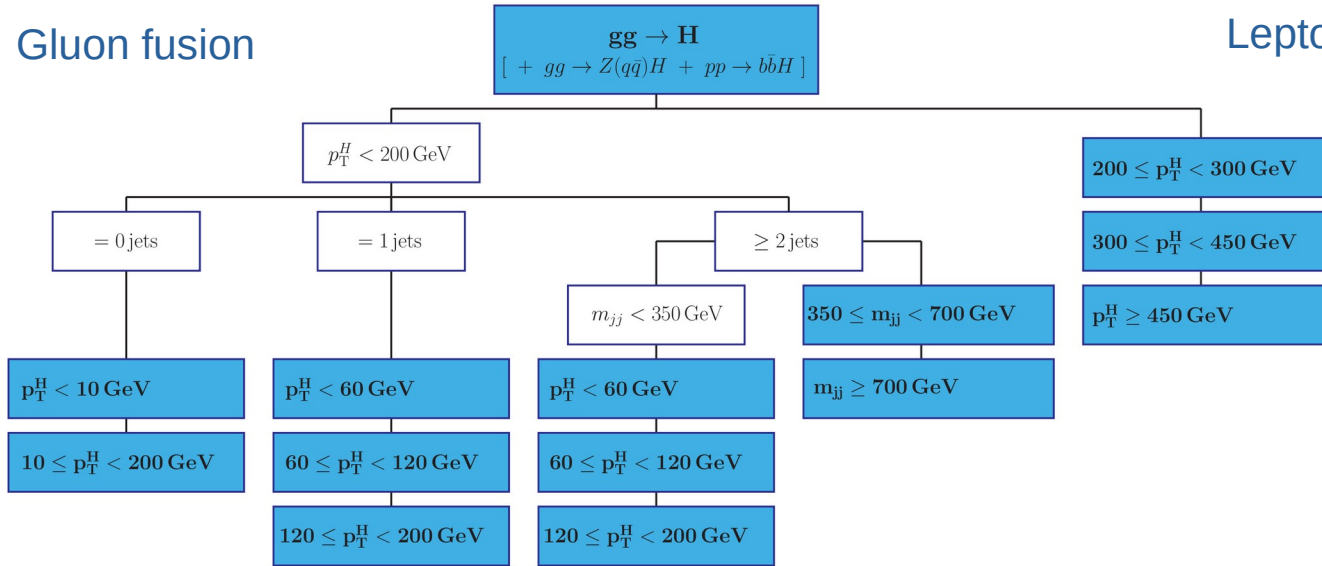 Gluon fusion
Lepto
gg → H
[ + gg → Z(qq̄)H + pp → bb̄H ]
p_T^H < 200 GeV
200 ≤ p_T^H < 300 GeV
300 ≤ p_T^H < 450 GeV
p_T^H ≥ 450 GeV
= 0 jets
= 1 jets
≥ 2 jets
m_jj < 350 GeV
350 ≤ m_jj < 700 GeV
m_jj ≥ 700 GeV
p_T^H < 10 GeV
10 ≤ p_T^H < 200 GeV
p_T^H < 60 GeV
60 ≤ p_T^H < 120 GeV
120 ≤ p_T^H < 200 GeV
p_T^H < 60 GeV
60 ≤ p_T^H < 120 GeV
120 ≤ p_T^H < 200 GeV